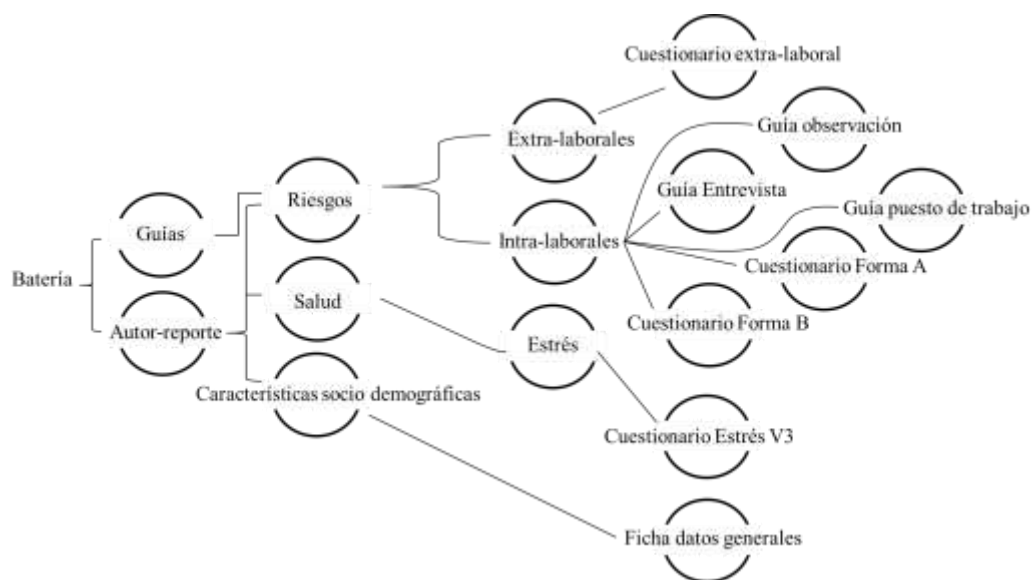 Cuestionario extra-laboral
Guía observación
Extra-laborales
Guía Entrevista
Riesgos
Guía puesto de trabajo
Guías
Intra-laborales
Cuestionario Forma A
Batería
Salud
Cuestionario Forma B
Autor-reporte
Estrés
Características socio demográficas
Cuestionario Estrés V3
Ficha datos generales